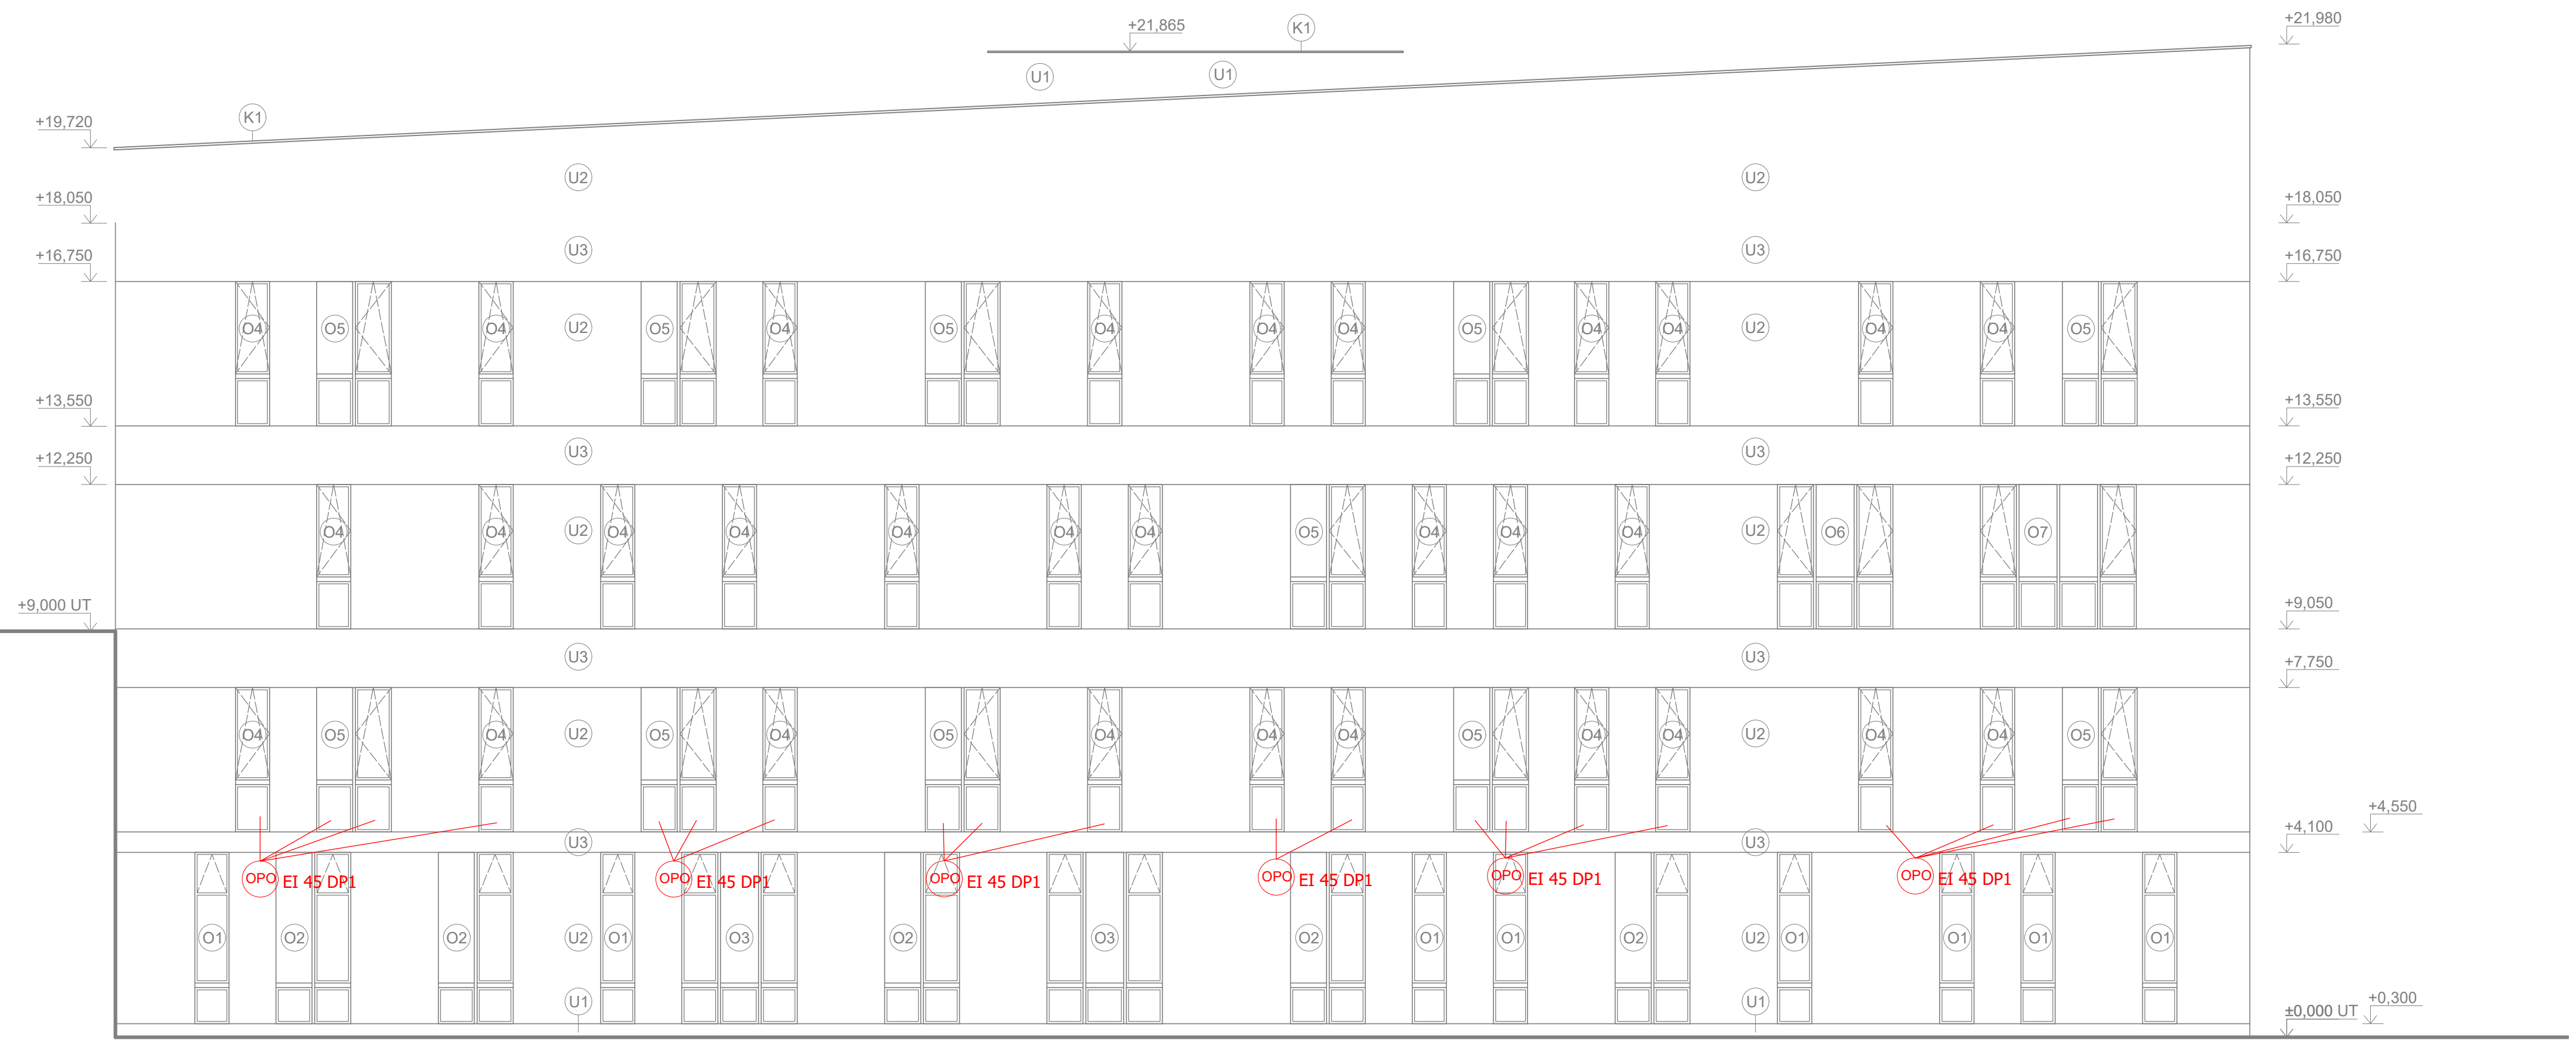 +21,865 K1 +21,980
U1 U1
K1
+19,720
U2 U2
+18,050 +18,050
U3 U3
+16,750 +16,750
O4 O5 O4 U2 O5 O4 O5 O4 O4 O4 O5 O4 O4 U2 O4 O4 O5
+13,550 +13,550
U3 U3
+12,250 +12,250
O4 O4 U2 O4 O4 O4 O4 O4 O5 O4 O4 O4 U2 O6 O7
+9,000 UT +9,050
U3 U3
+7,750
O4 O5 O4 U2 O5 O4 O5 O4 O4 O4 O5 O4 O4 U2 O4 O4 O5
+4,550
+4,100
U3 U3
OPO EI 45 DP1 OPO EI 45 DP1 OPO EI 45 DP1 OPO EI 45 DP1 OPO EI 45 DP1 OPO EI 45 DP1
O1 O2 O2 U2 O1 O3 O2 O3 O2 O1 O1 O2 U2 O1 O1 O1 O1
U1 U1
+0,300
±0,000 UT